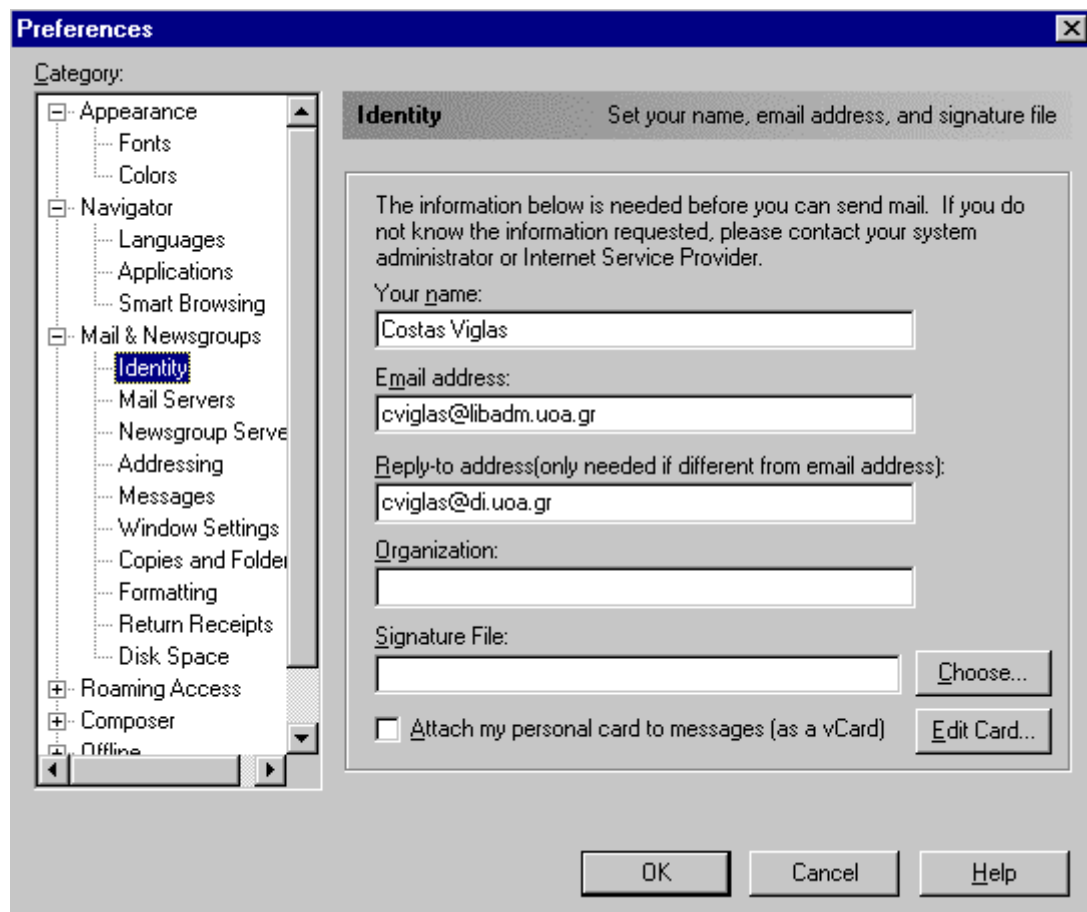 Preferences
Category:
Appearance
Fonts
Colors
Navigator
Languages
Applications
Smart Browsing
Mail & Newsgroups
Identity
Mail Servers
Newsgroup Serve
Addressing
Messages
Window Settings
Copies and Folder
Formatting
Return Receipts
Disk Space
Roaming Access
Composer
Offline
Identity Set your name, email address, and signature file
The information below is needed before you can send mail. If you do
not know the information requested, please contact your system
administrator or Internet Service Provider.
Your name:
Costas Viglas
Email address:
cviglas@libadm.uoa.gr
Reply-to address(only needed if different from email address):
cviglas@di.uoa.gr
Organization:
Signature File:
Choose...
Attach my personal card to messages (as a vCard)
Edit Card...
OK Cancel Help